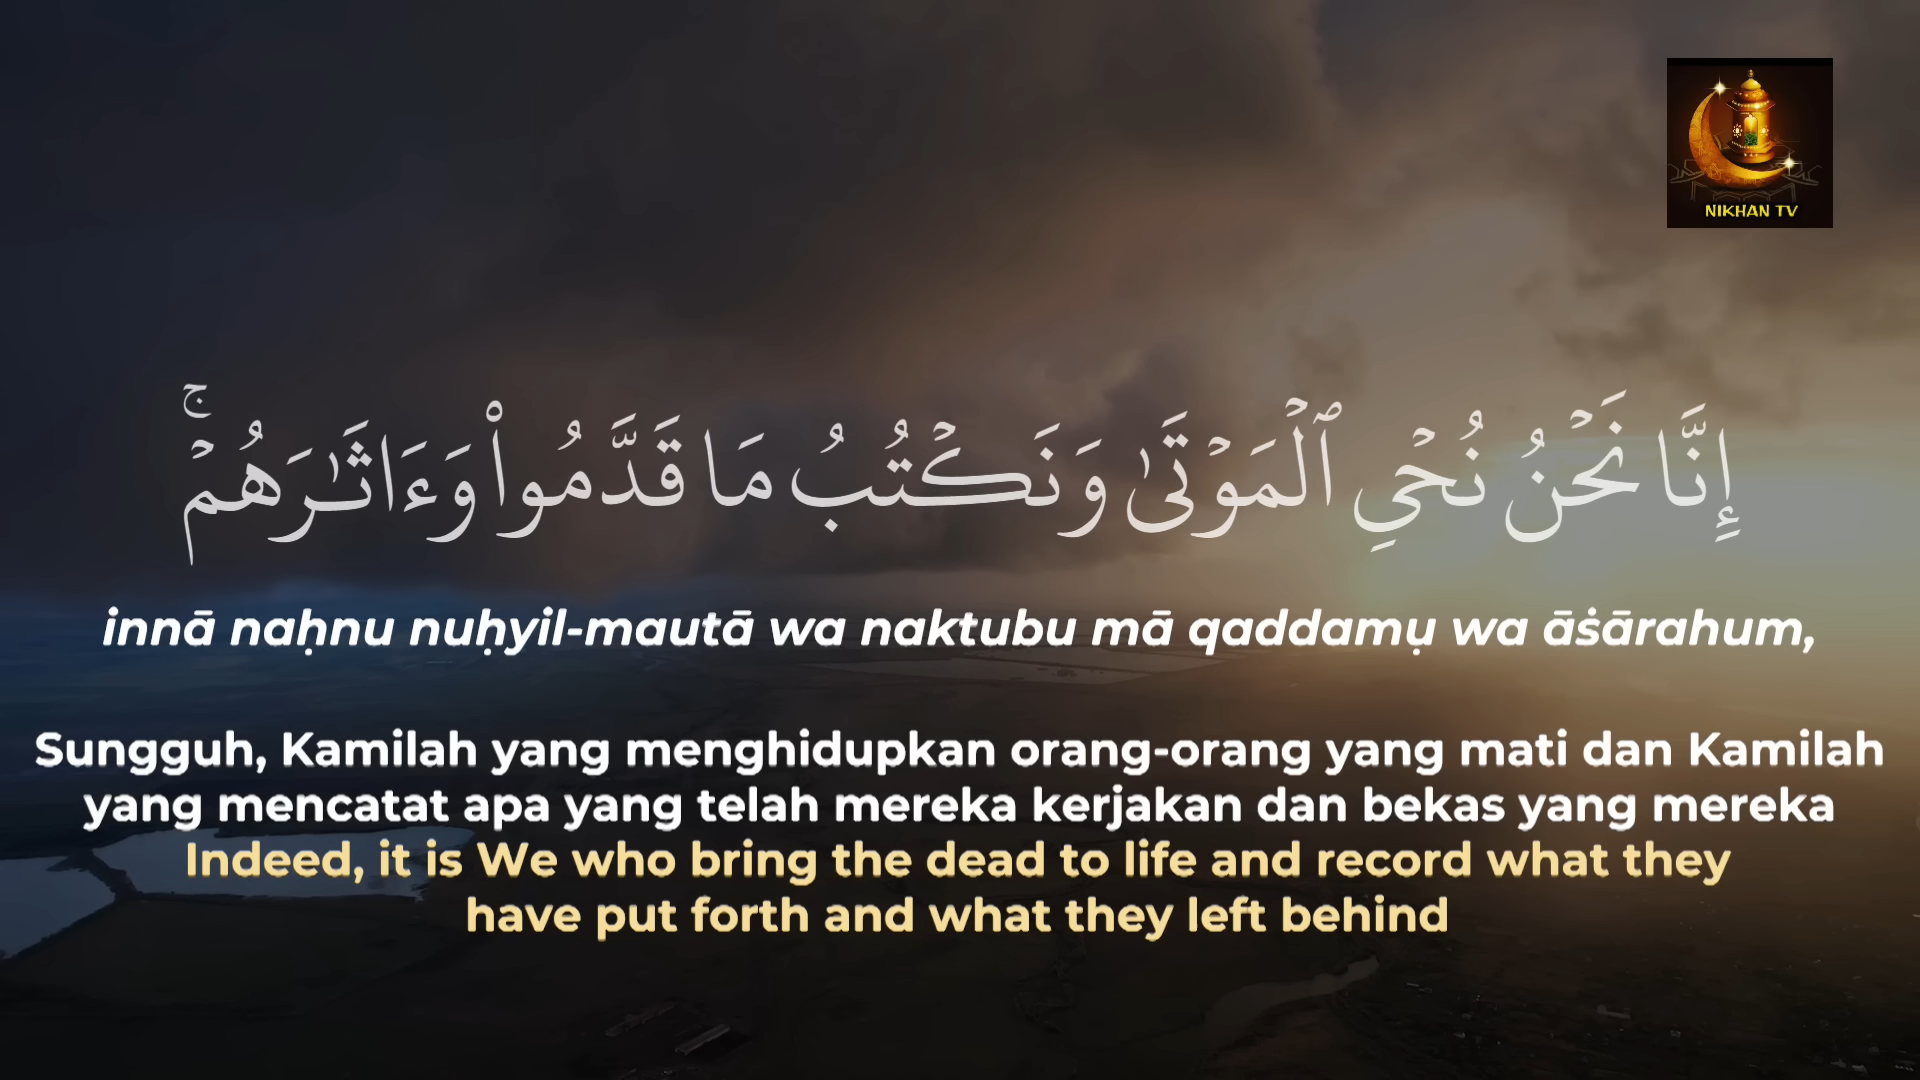 NIKHAN TV
إِنَّا نَحۡنُ نُحۡيِ ٱلۡمَوۡتَىٰ وَنَكۡتُبُ مَا قَدَّمُواْ وَءَاثَٰرَهُمۡۚ
innā naḥnu nuḥyil-mautā wa naktubu mā qaddamụ wa āṡārahum,
Sungguh, Kamilah yang menghidupkan orang-orang yang mati dan Kamilah
yang mencatat apa yang telah mereka kerjakan dan bekas yang mereka
Indeed, it is We who bring the dead to life and record what they
have put forth and what they left behind